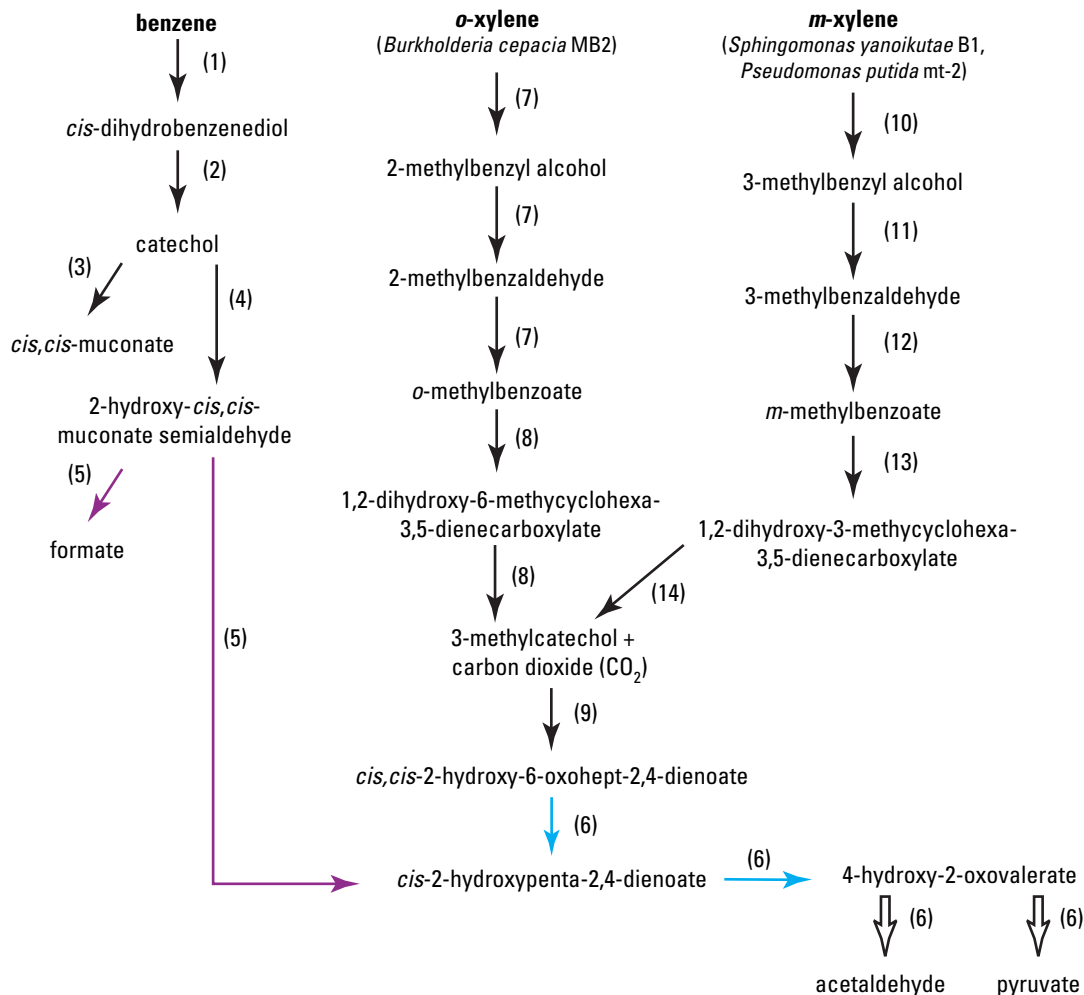 benzene
(1)
cis-dihydrobenzenediol
(2)
catechol
(3)
(4)
cis,cis-muconate
2-hydroxy-cis,cis-
muconate semialdehyde
(5)
formate
(5)
o-xylene
(Burkholderia cepacia MB2)
(7)
2-methylbenzyl alcohol
(7)
2-methylbenzaldehyde
(7)
o-methylbenzoate
(8)
1,2-dihydroxy-6-methycyclohexa-
3,5-dienecarboxylate
(8)
m-xylene
(Sphingomonas yanoikutae B1,
Pseudomonas putida mt-2)
(10)
3-methylbenzyl alcohol
(11)
3-methylbenzaldehyde
(12)
m-methylbenzoate
(13)
1,2-dihydroxy-3-methycyclohexa-
3,5-dienecarboxylate
(14)
3-methylcatechol +
carbon dioxide (CO₂)
(9)
cis,cis-2-hydroxy-6-oxohept-2,4-dienoate
(6)
cis-2-hydroxypenta-2,4-dienoate
(6)
4-hydroxy-2-oxovalerate
(6)
(6)
acetaldehyde
pyruvate